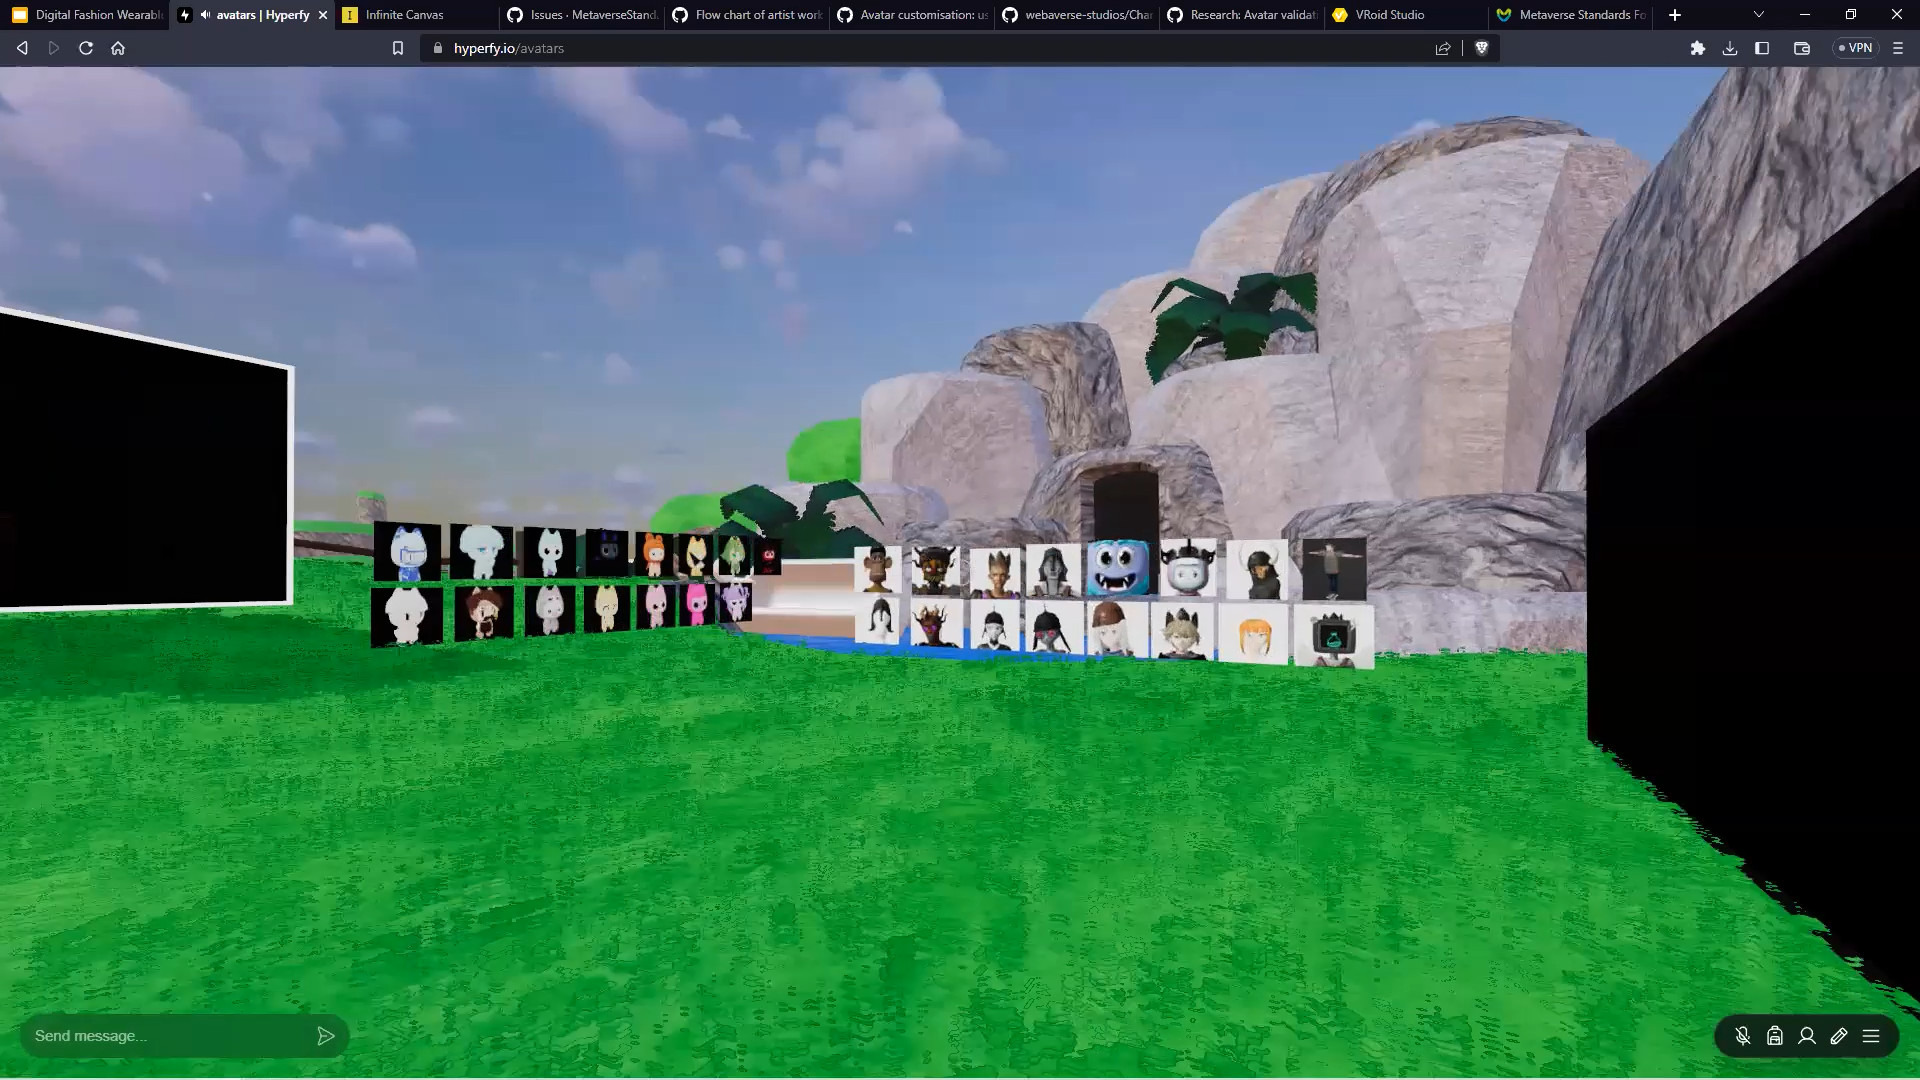 Digital Fashion Wearabl
avatars | Hyperfy
Infinite Canvas
Issues · MetaverseStand
Flow chart of artist work
Avatar customisation: us
webaverse-studios/Char
Research: Avatar validat
VRoid Studio
Metaverse Standards Fo
hyperfy.io/avatars
VPN
Send message...